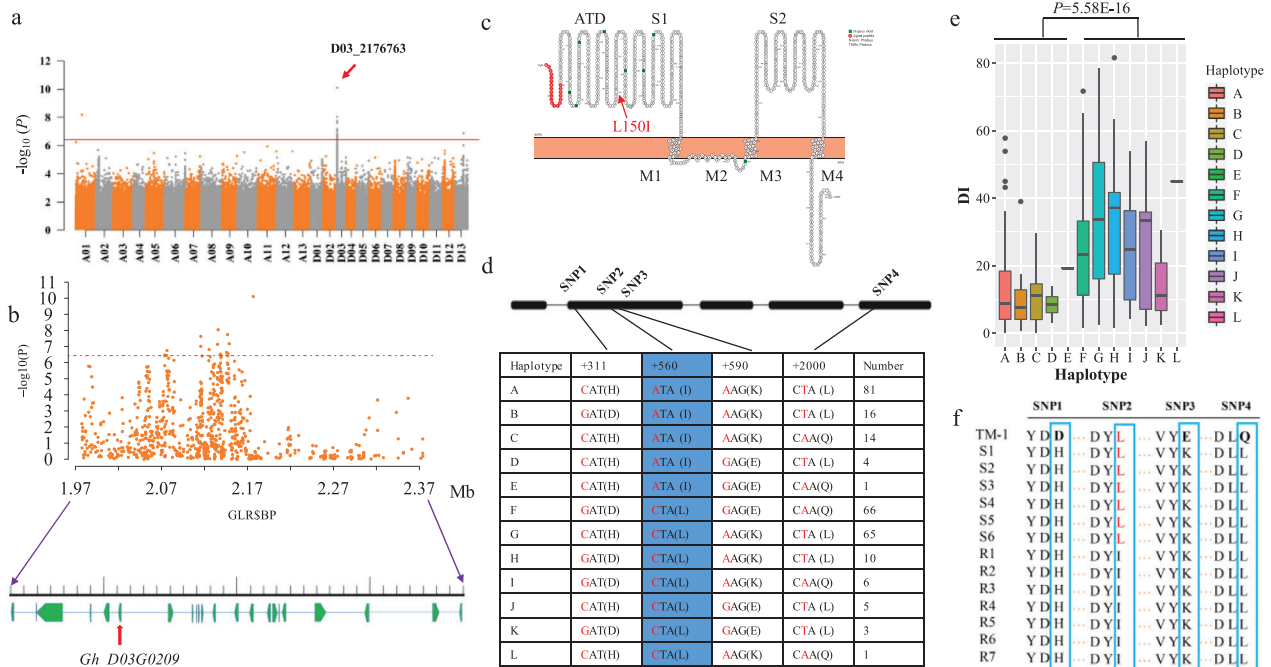 a
D03_2176763
-log10 (P)
12
10
8
6
4
2
0
A01 A02 A03 A04 A05 A06 A07 A08 A09 A10 A11 A12 A13 D01 D02 D03 D04 D05 D06 D07 D08 D09 D10 D11 D12 D13
b
−log10(P)
11
10
9
8
7
6
5
4
3
2
1
0
1.97 2.07 2.17 2.27 2.37 Mb
GLR$BP
Gh_D03G0209
c
ATD S1 S2
L150I
M1 M2 M3 M4
d
SNP1 SNP2 SNP3 SNP4
Haplotype +311 +560 +590 +2000 Number
A CAT(H) ATA (I) AAG(K) CTA (L) 81
B GAT(D) ATA (I) AAG(K) CTA (L) 16
C CAT(H) ATA (I) AAG(K) CAA(Q) 14
D CAT(H) ATA (I) GAG(E) CTA (L) 4
E CAT(H) ATA (I) GAG(E) CAA(Q) 1
F GAT(D) CTA(L) GAG(E) CAA(Q) 66
G CAT(H) CTA(L) AAG(K) CTA (L) 65
H GAT(D) CTA(L) AAG(K) CTA (L) 10
I GAT(D) CTA(L) AAG(K) CAA(Q) 6
J CAT(H) CTA(L) GAG(E) CTA (L) 5
K GAT(D) CTA(L) GAG(E) CTA (L) 3
L CAT(H) CTA(L) AAG(K) CAA(Q) 1
e
P=5.58E-16
DI
80
60
40
20
0
A B C D E F G H I J K L
Haplotype
Haplotype
A
B
C
D
E
F
G
H
I
J
K
L
f
SNP1 SNP2 SNP3 SNP4
TM-1 Y D D ··· D Y L ··· V Y E ··· D L Q
S1 Y D H ··· D Y L ··· V Y K ··· D L L
S2 Y D H ··· D Y L ··· V Y K ··· D L L
S3 Y D H ··· D Y L ··· V Y K ··· D L L
S4 Y D H ··· D Y L ··· V Y K ··· D L L
S5 Y D H ··· D Y L ··· V Y K ··· D L L
S6 Y D H ··· D Y L ··· V Y K ··· D L L
R1 Y D H ··· D Y I ··· V Y K ··· D L L
R2 Y D H ··· D Y I ··· V Y K ··· D L L
R3 Y D H ··· D Y I ··· V Y K ··· D L L
R4 Y D H ··· D Y I ··· V Y K ··· D L L
R5 Y D H ··· D Y I ··· V Y K ··· D L L
R6 Y D H ··· D Y I ··· V Y K ··· D L L
R7 Y D H ··· D Y I ··· V Y K ··· D L L